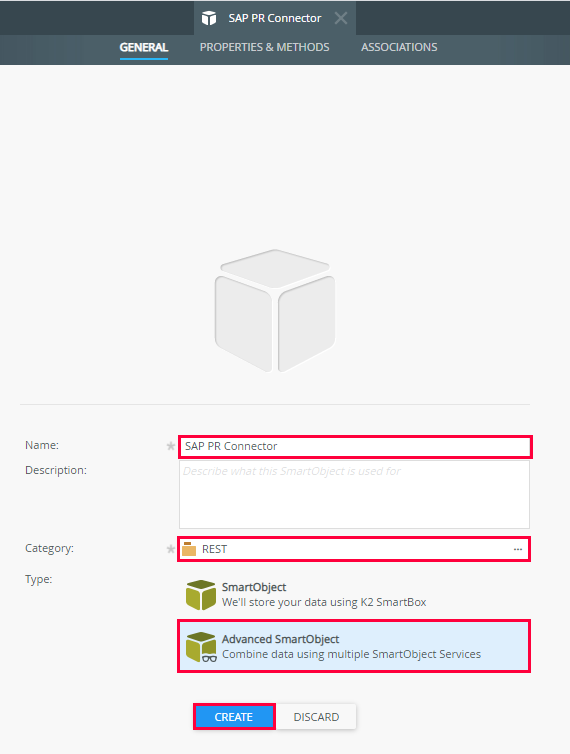 SAP PR Connector
GENERAL PROPERTIES & METHODS ASSOCIATIONS
Name: * SAP PR Connector
Description: Describe what this SmartObject is used for
Category: * REST ...
Type:
SmartObject
We'll store your data using K2 SmartBox
Advanced SmartObject
Combine data using multiple SmartObject Services
CREATE DISCARD